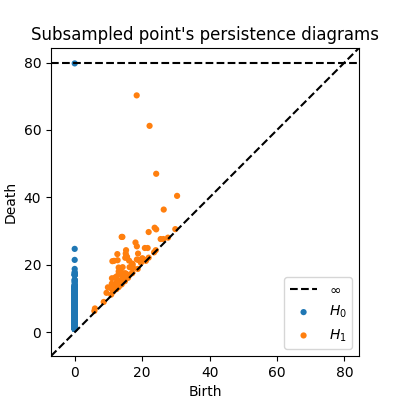 Subsampled point's persistence diagrams
Death
80
60
40
20
0
0 20 40 60 80
Birth
∞
H₀
H₁